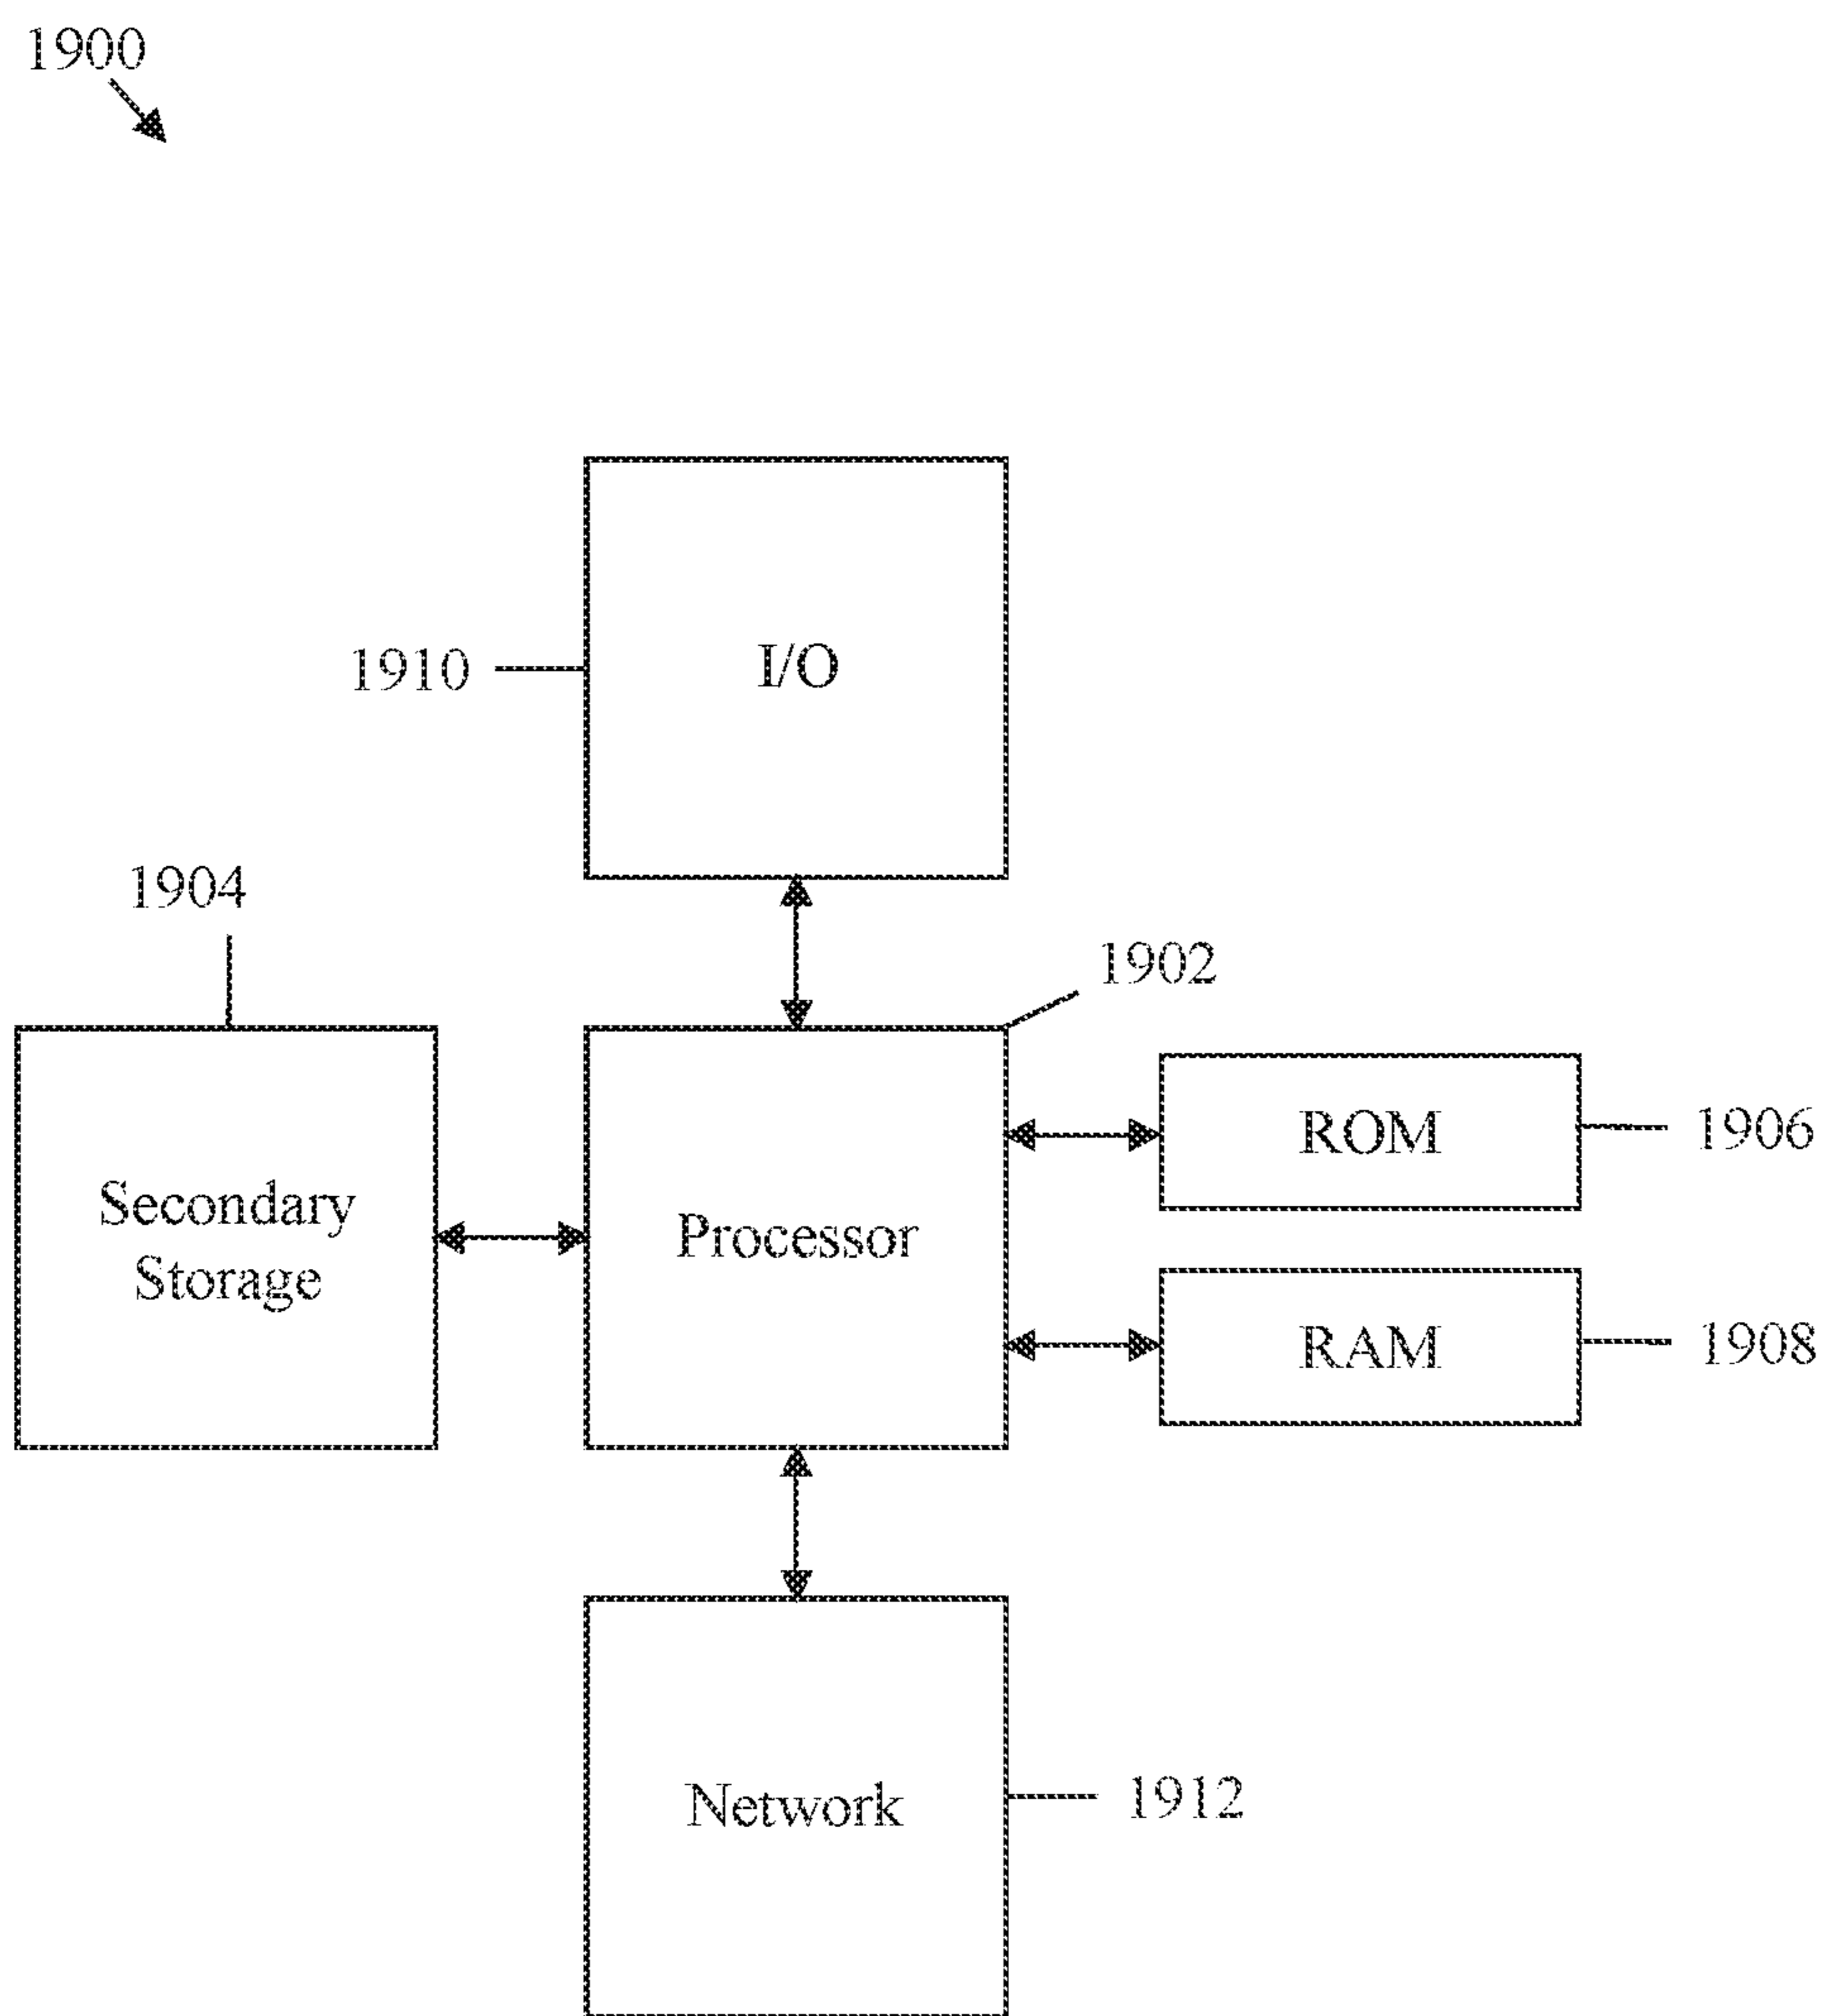 1900
I/O
1910
1904
1902
Secondary
Storage
Processor
ROM
1906
RAM
1908
Network
1912